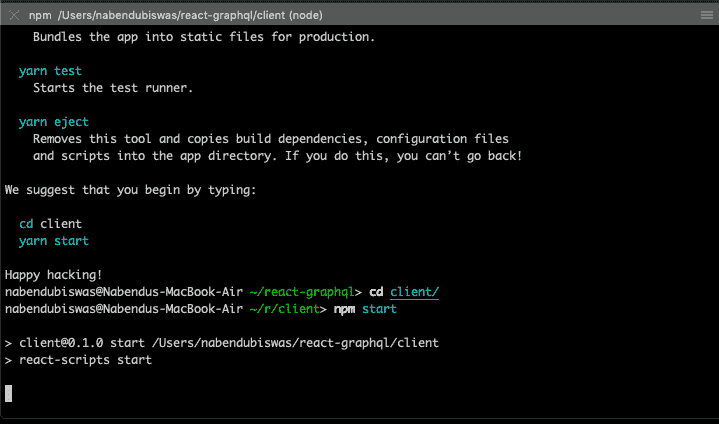 npm /Users/nabendubiswas/react-graphql/client (node)
Bundles the app into static files for production.
yarn test
Starts the test runner.
yarn eject
Removes this tool and copies build dependencies, configuration files
and scripts into the app directory. If you do this, you can’t go back!
We suggest that you begin by typing:
cd client
yarn start
Happy hacking!
nabendubiswas@Nabendus-MacBook-Air ~/react-graphql> cd client/
nabendubiswas@Nabendus-MacBook-Air ~/r/client> npm start
> client@0.1.0 start /Users/nabendubiswas/react-graphql/client
> react-scripts start